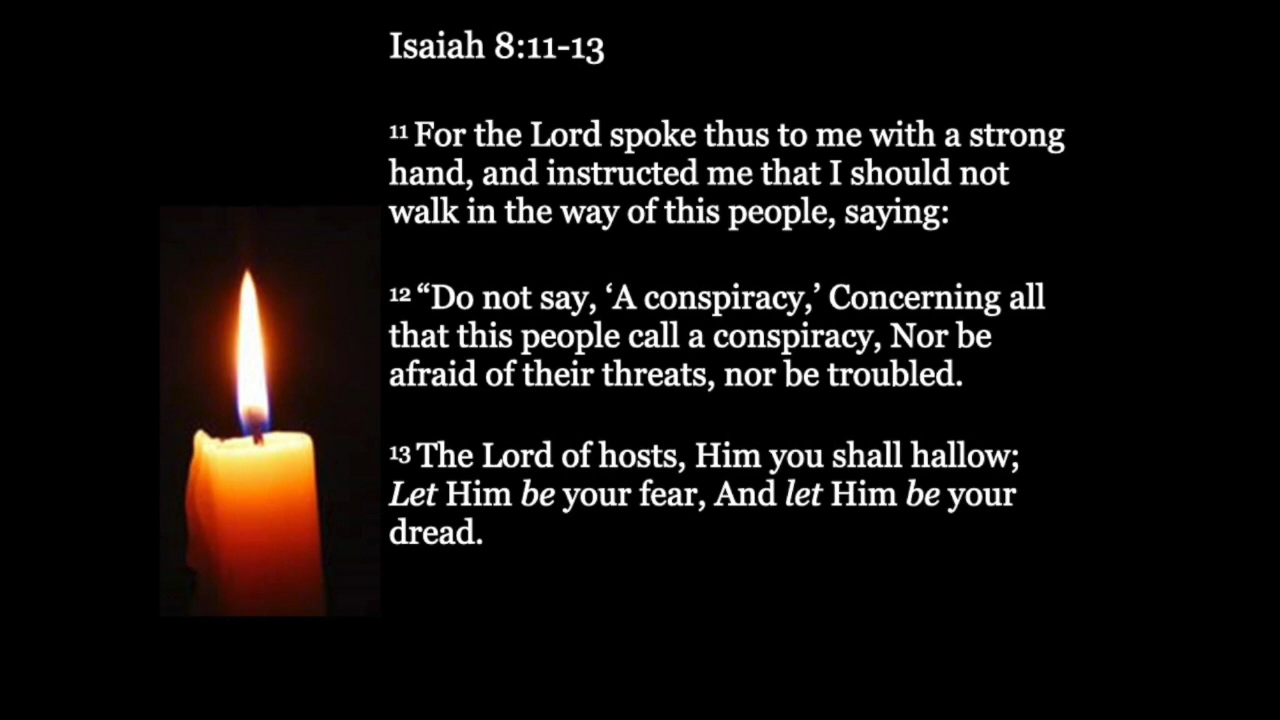 Isaiah 8:11-13
¹¹ For the Lord spoke thus to me with a strong
hand, and instructed me that I should not
walk in the way of this people, saying:
¹² “Do not say, ‘A conspiracy,’ Concerning all
that this people call a conspiracy, Nor be
afraid of their threats, nor be troubled.
¹³ The Lord of hosts, Him you shall hallow;
Let Him be your fear, And let Him be your
dread.